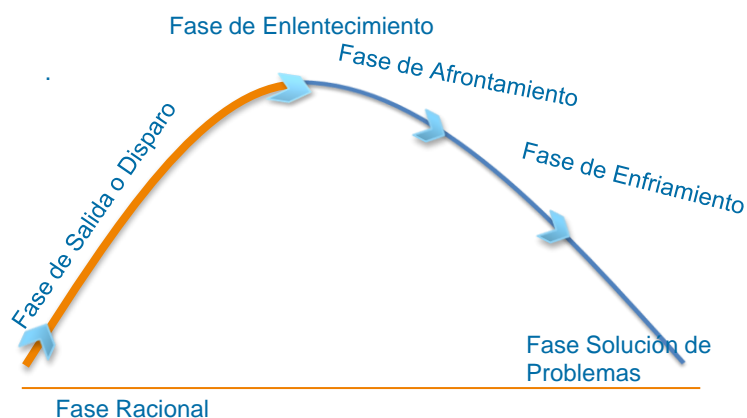 Fase de Enlentecimiento
Fase de Afrontamiento
.
Fase de Salida o Disparo
Fase de Enfriamiento
Fase Solución de
Problemas
Fase Racional